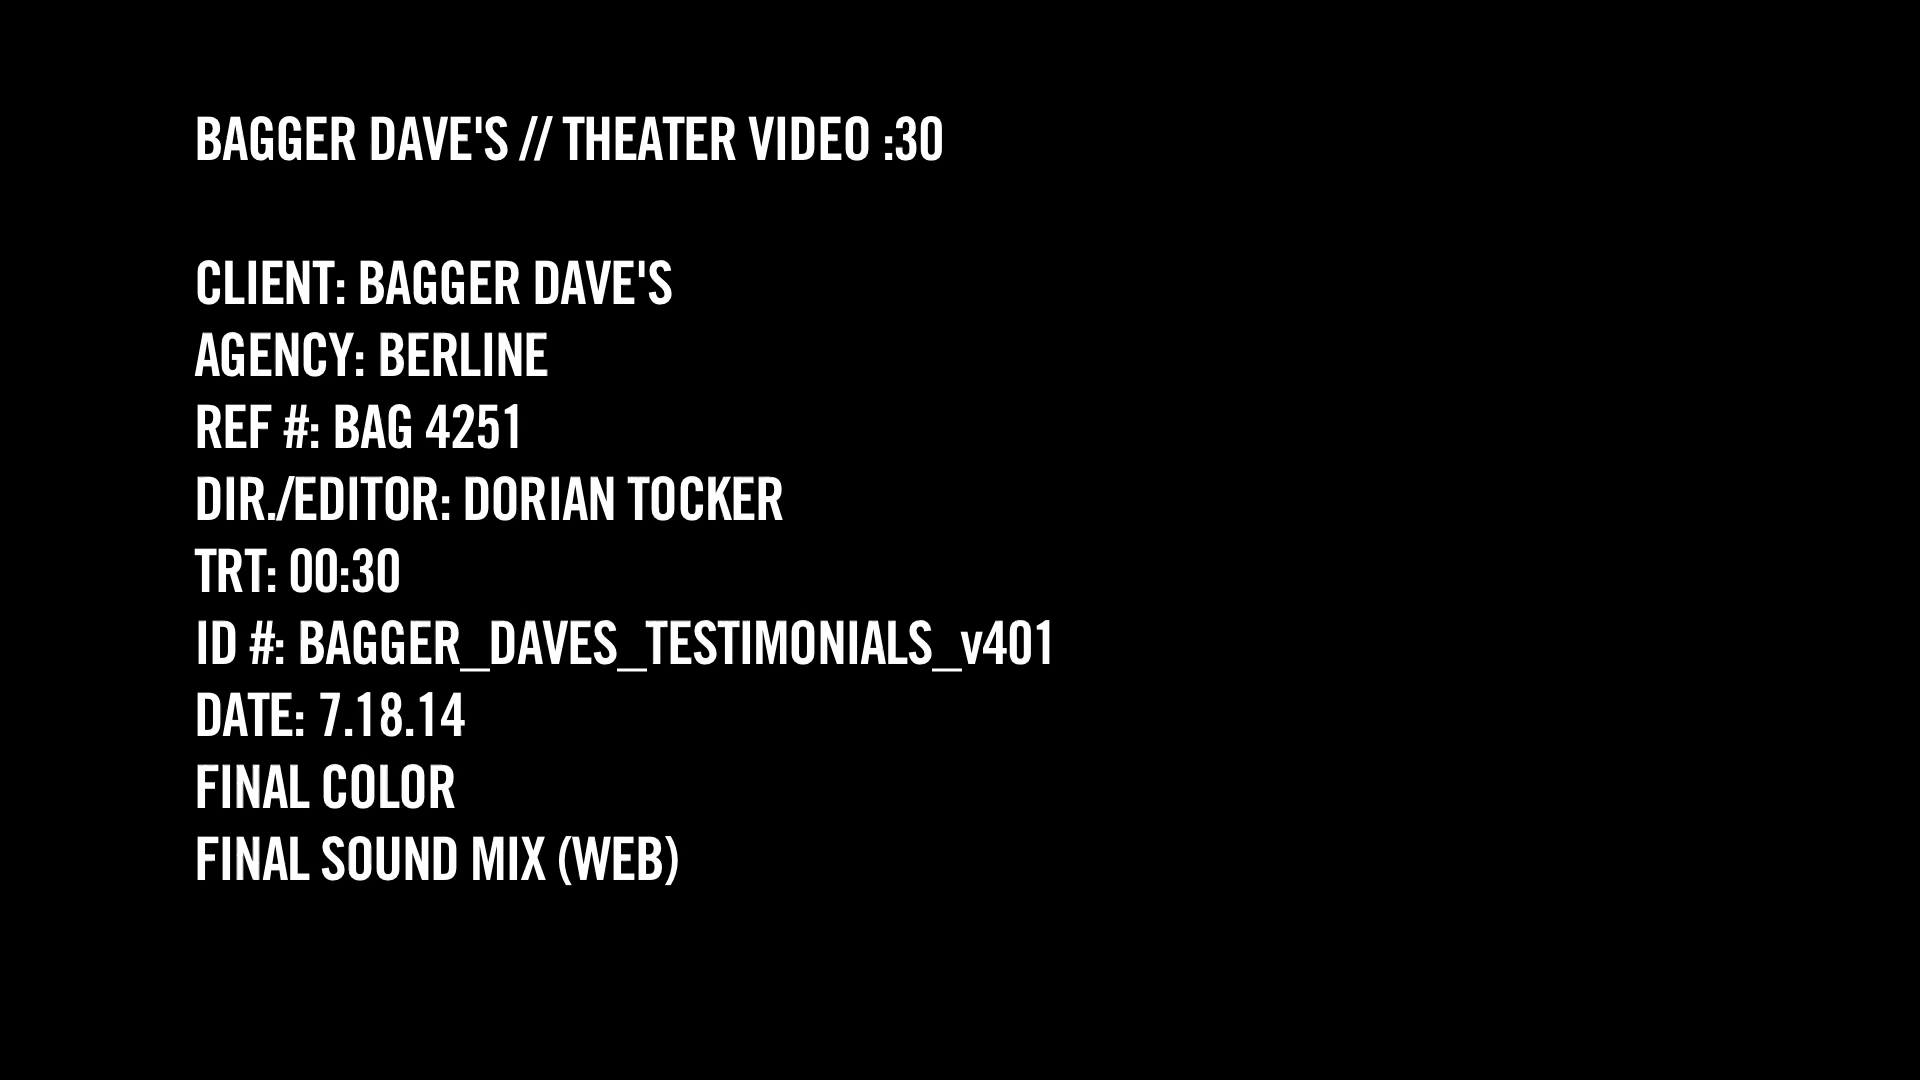 BAGGER DAVE'S // THEATER VIDEO :30
CLIENT: BAGGER DAVE'S
AGENCY: BERLINE
REF #: BAG 4251
DIR./EDITOR: DORIAN TOCKER
TRT: 00:30
ID #: BAGGER_DAVES_TESTIMONIALS_v401
DATE: 7.18.14
FINAL COLOR
FINAL SOUND MIX (WEB)